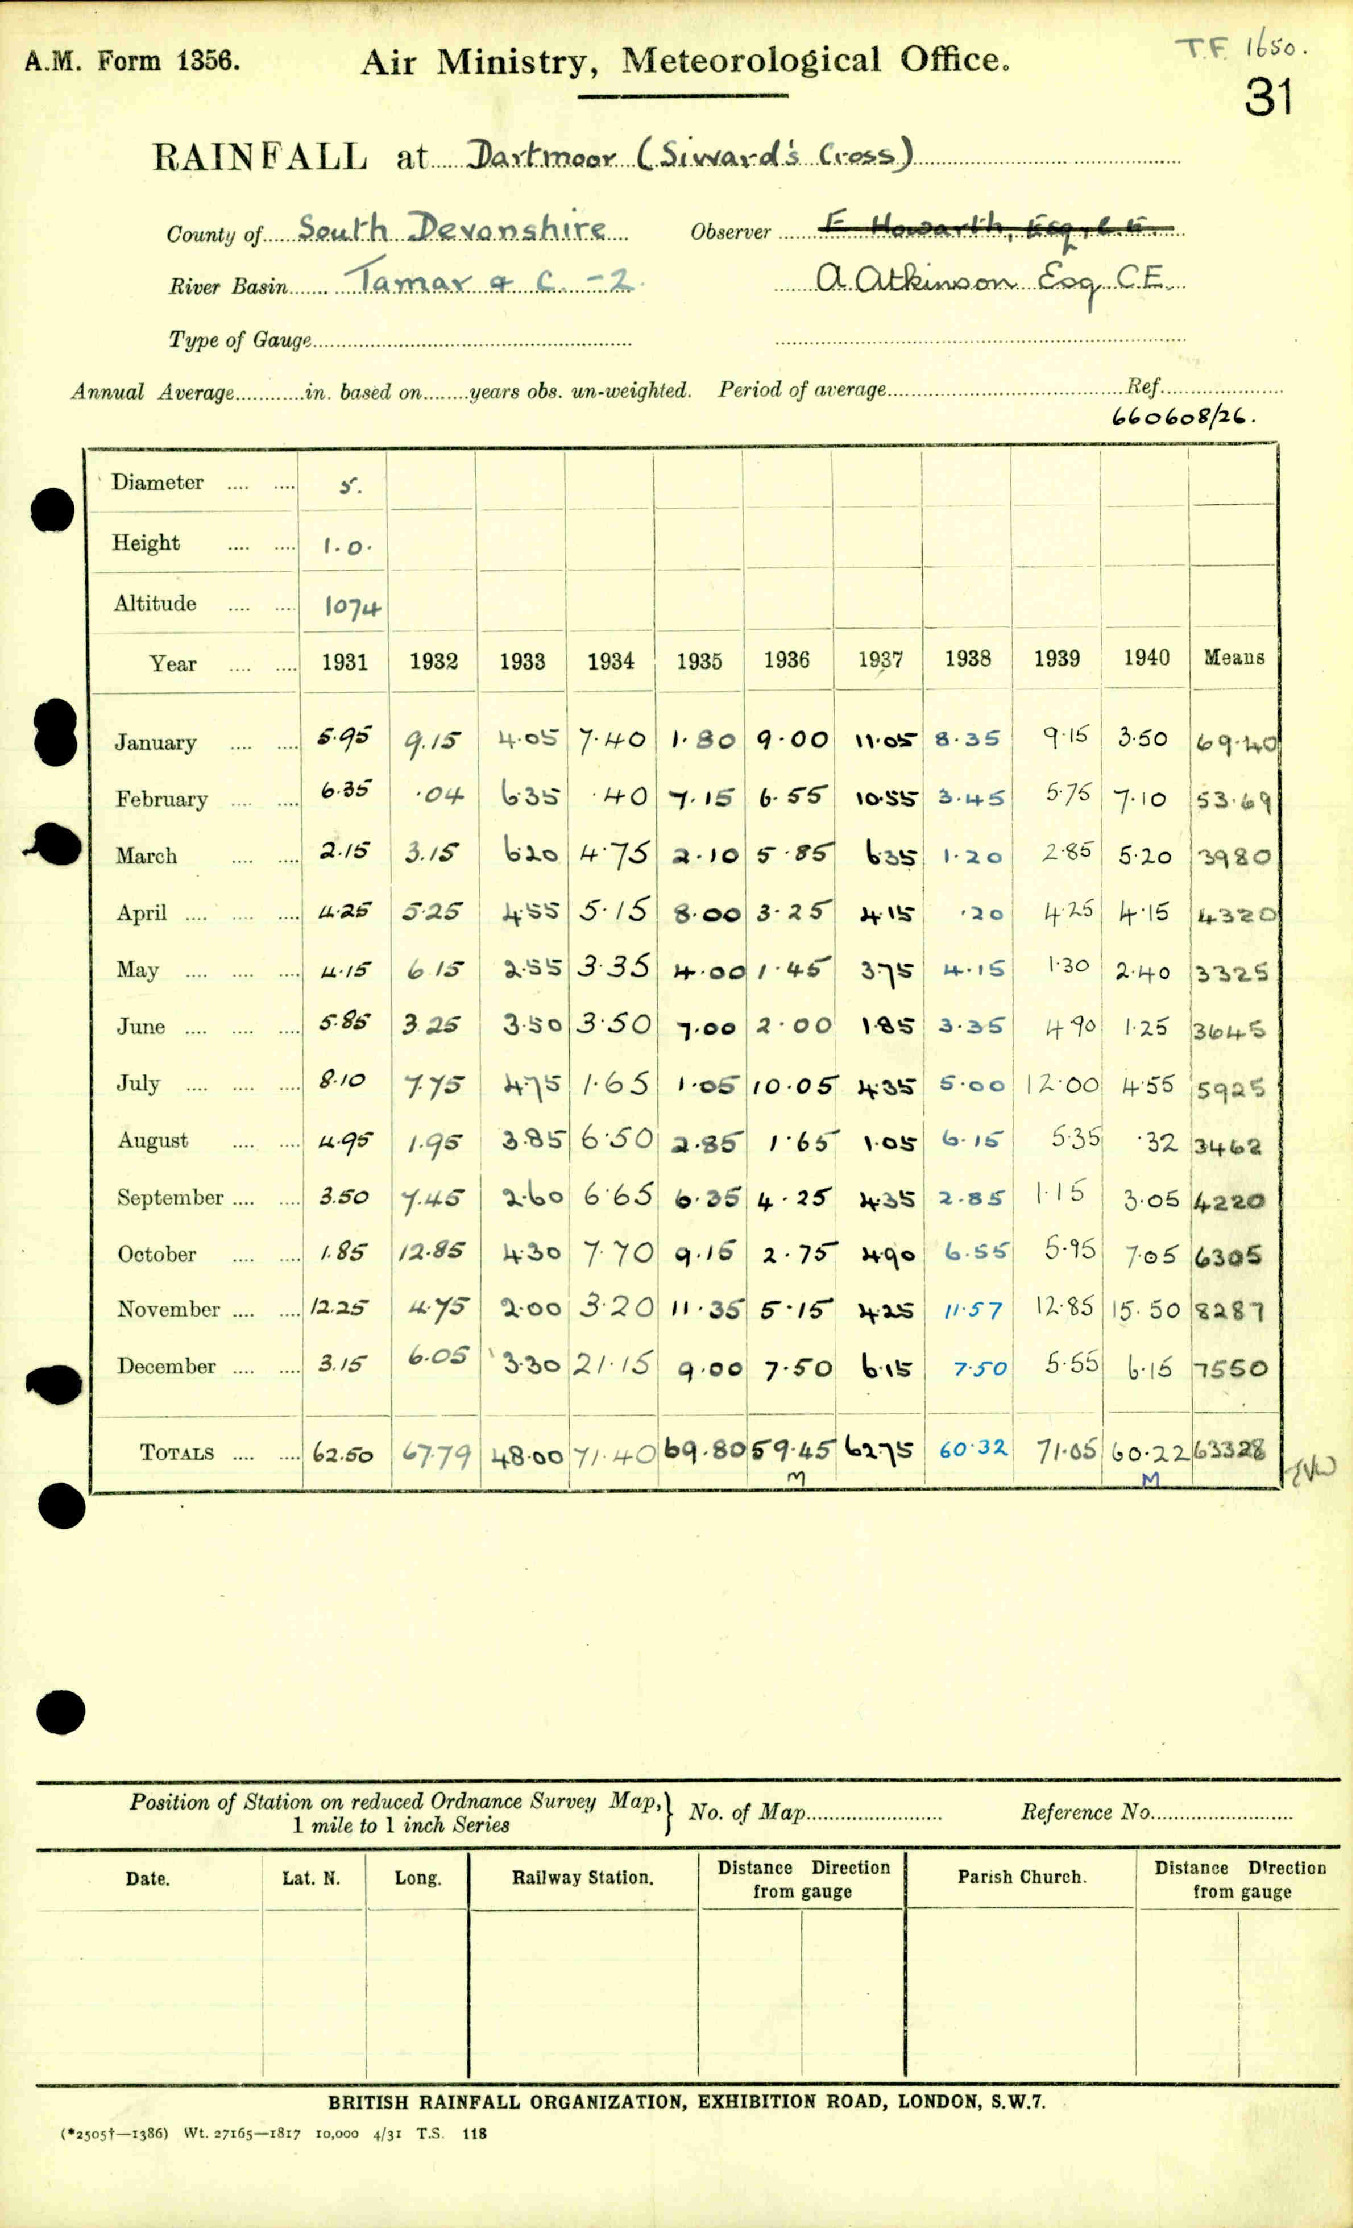 A.M. Form 1356. Air Ministry, Meteorological Office. T.F. 1650.
31
RAINFALL at Dartmoor (Siward's Cross)
County of South Devonshire Observer F Howarth, Esq, C.E.
River Basin Tamar & C. -2. A Atkinson Esq CE
Type of Gauge
Annual Average in. based on years obs. un-weighted. Period of average Ref.
660608/26.
Diameter 5.
Height 1.0.
Altitude 1074
Year 1931 1932 1933 1934 1935 1936 1937 1938 1939 1940 Means
January 5.95 9.15 4.05 7.40 1.80 9.00 11.05 8.35 9.15 3.50 69.40
February 6.35 .04 6.35 .40 7.15 6.55 10.55 3.45 5.75 7.10 53.69
March 2.15 3.15 6.20 4.75 2.10 5.85 6.35 1.20 2.85 5.20 3980
April 4.25 5.25 4.55 5.15 8.00 3.25 4.15 .20 4.25 4.15 4320
May 4.15 6.15 2.55 3.35 4.00 1.45 3.75 4.15 1.30 2.40 3325
June 5.85 3.25 3.50 3.50 7.00 2.00 1.85 3.35 4.90 1.25 3645
July 8.10 7.75 4.75 1.65 1.05 10.05 4.35 5.00 12.00 4.55 5925
August 4.95 1.95 3.85 6.50 2.85 1.65 1.05 6.15 5.35 .32 3462
September 3.50 7.45 2.60 6.65 6.35 4.25 4.35 2.85 1.15 3.05 4220
October 1.85 12.85 4.30 7.70 9.15 2.75 4.90 6.55 5.95 7.05 6305
November 12.25 4.75 2.00 3.20 11.35 5.15 4.25 11.57 12.85 15.50 8287
December 3.15 6.05 3.30 21.15 9.00 7.50 6.15 7.50 5.55 6.15 7550
TOTALS 62.50 67.79 48.00 71.40 69.80 59.45 62.75 60.32 71.05 60.22 63328
M M
Position of Station on reduced Ordnance Survey Map, 1 mile to 1 inch Series } No. of Map Reference No.
Date. Lat. N. Long. Railway Station. Distance Direction from gauge Parish Church. Distance Direction from gauge
BRITISH RAINFALL ORGANIZATION, EXHIBITION ROAD, LONDON, S.W.7.
(*2505†—1386) Wt. 27165—1817 10,000 4/31 T.S. 118